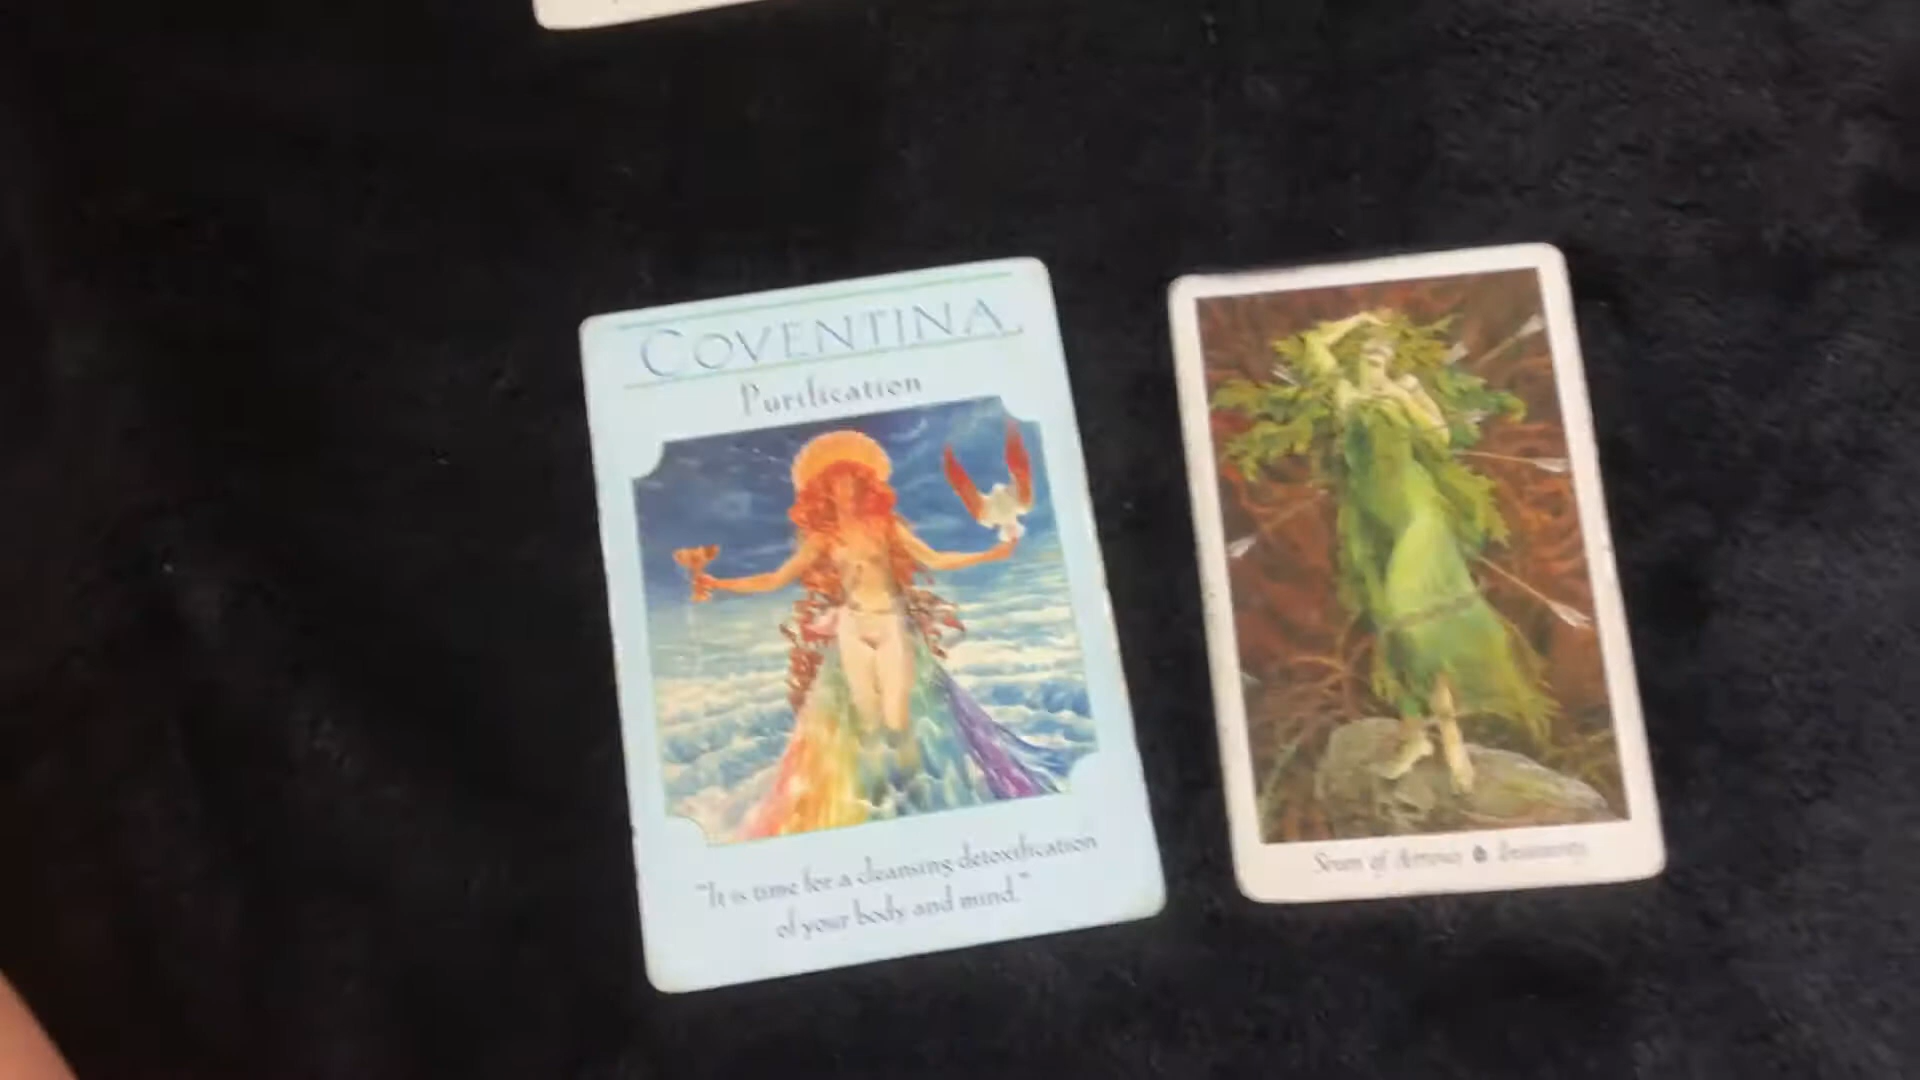 COVENTINA
Purification
"It is time for a cleansing detoxification
of your body and mind."
Seven of Arrows